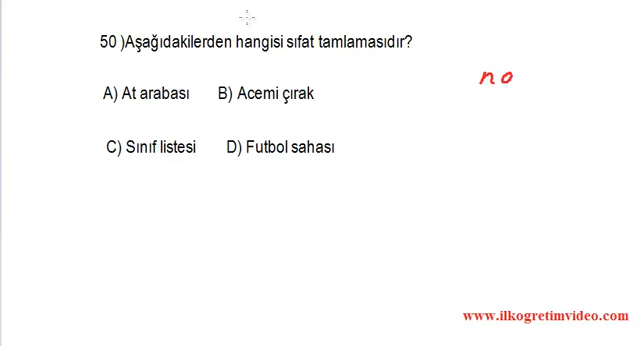 50 )Aşağıdakilerden hangisi sıfat tamlamasıdır?
no
A) At arabası B) Acemi çırak
C) Sınıf listesi D) Futbol sahası
www.ilkogretimvideo.com